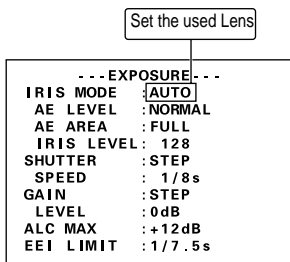 Set the used Lens
---EXPOSURE---
IRIS MODE :AUTO
AE LEVEL :NORMAL
AE AREA :FULL
IRIS LEVEL: 128
SHUTTER :STEP
SPEED : 1/8s
GAIN :STEP
LEVEL :0dB
ALC MAX :+12dB
EEI LIMIT :1/7.5s